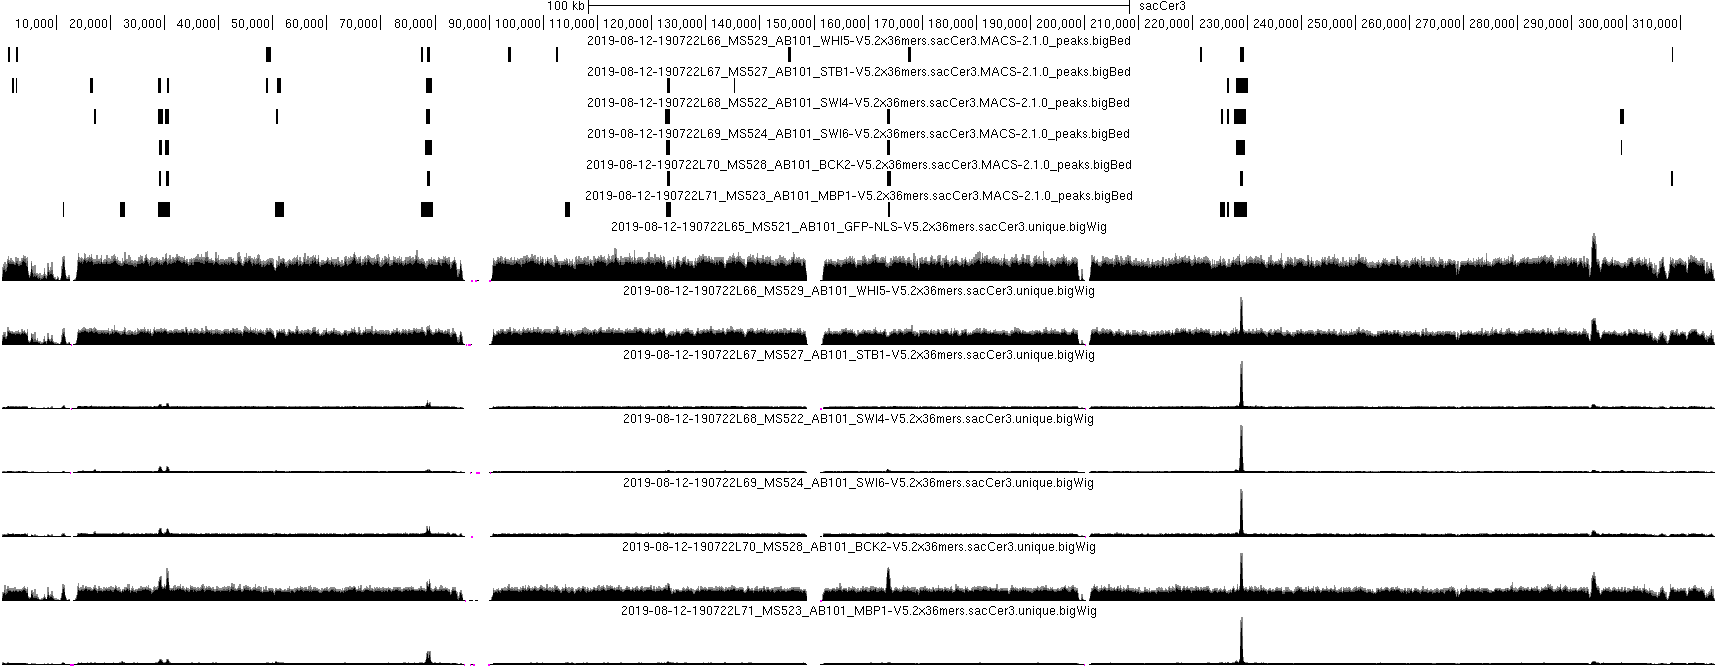 100 kb sacCer3
10,000 20,000 30,000 40,000 50,000 60,000 70,000 80,000 90,000 100,000 110,000 120,000 130,000 140,000 150,000 160,000 170,000 180,000 190,000 200,000 210,000 220,000 230,000 240,000 250,000 260,000 270,000 280,000 290,000 300,000 310,000
2019-08-12-190722L66_MS529_AB101_WHI5-V5.2x36mers.sacCer3.MACS-2.1.0_peaks.bigBed
2019-08-12-190722L67_MS527_AB101_STB1-V5.2x36mers.sacCer3.MACS-2.1.0_peaks.bigBed
2019-08-12-190722L68_MS522_AB101_SWI4-V5.2x36mers.sacCer3.MACS-2.1.0_peaks.bigBed
2019-08-12-190722L69_MS524_AB101_SWI6-V5.2x36mers.sacCer3.MACS-2.1.0_peaks.bigBed
2019-08-12-190722L70_MS528_AB101_BCK2-V5.2x36mers.sacCer3.MACS-2.1.0_peaks.bigBed
2019-08-12-190722L71_MS523_AB101_MBP1-V5.2x36mers.sacCer3.MACS-2.1.0_peaks.bigBed
2019-08-12-190722L65_MS521_AB101_GFP-NLS-V5.2x36mers.sacCer3.unique.bigWig
2019-08-12-190722L66_MS529_AB101_WHI5-V5.2x36mers.sacCer3.unique.bigWig
2019-08-12-190722L67_MS527_AB101_STB1-V5.2x36mers.sacCer3.unique.bigWig
2019-08-12-190722L68_MS522_AB101_SWI4-V5.2x36mers.sacCer3.unique.bigWig
2019-08-12-190722L69_MS524_AB101_SWI6-V5.2x36mers.sacCer3.unique.bigWig
2019-08-12-190722L70_MS528_AB101_BCK2-V5.2x36mers.sacCer3.unique.bigWig
2019-08-12-190722L71_MS523_AB101_MBP1-V5.2x36mers.sacCer3.unique.bigWig